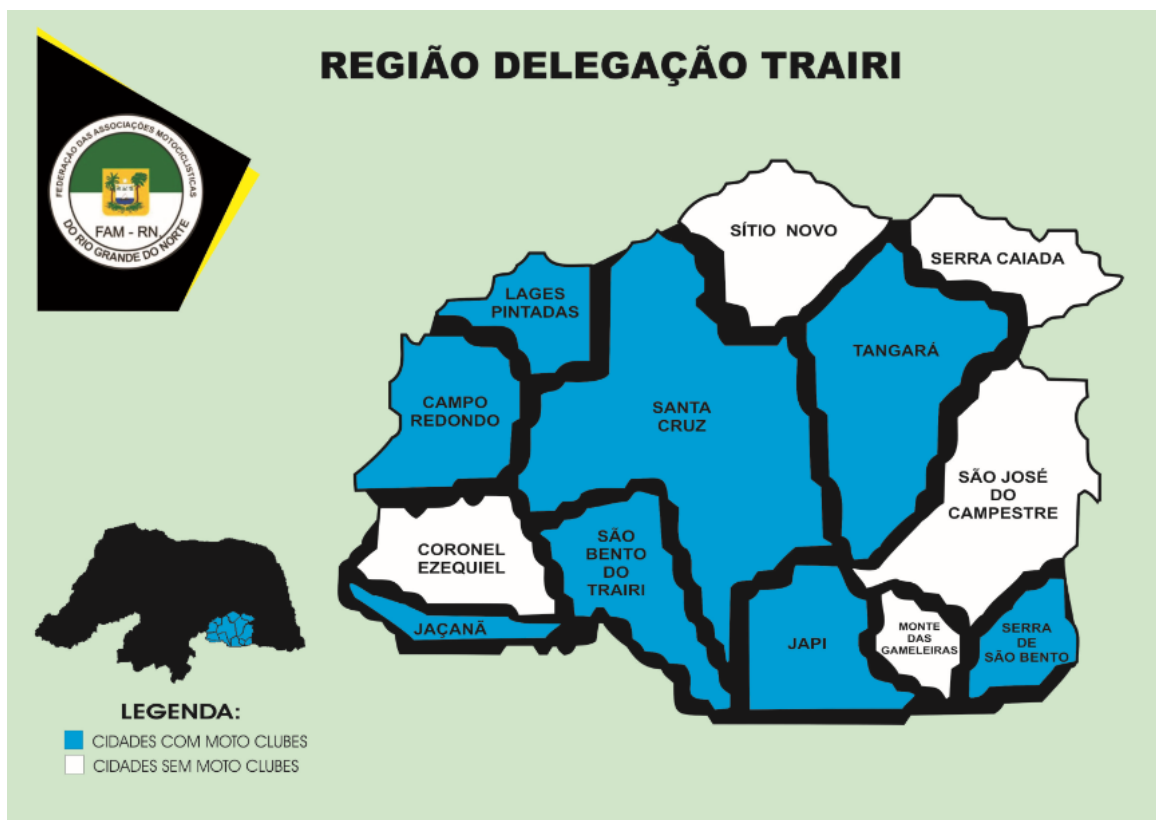 REGIÃO DELEGAÇÃO TRAIRI
FEDERAÇÃO DAS ASSOCIAÇÕES MOTOCICLISTICAS
FAM - RN.
DO RIO GRANDE DO NORTE
SÍTIO NOVO
SERRA CAIADA
LAGES
PINTADAS
TANGARÁ
CAMPO
REDONDO
SANTA
CRUZ
SÃO JOSÉ
DO
CAMPESTRE
CORONEL
EZEQUIEL
SÃO
BENTO
DO
TRAIRI
JAÇANÃ
JAPI
MONTE
DAS
GAMELEIRAS
SERRA
DE
SÃO BENTO
LEGENDA:
CIDADES COM MOTO CLUBES
CIDADES SEM MOTO CLUBES